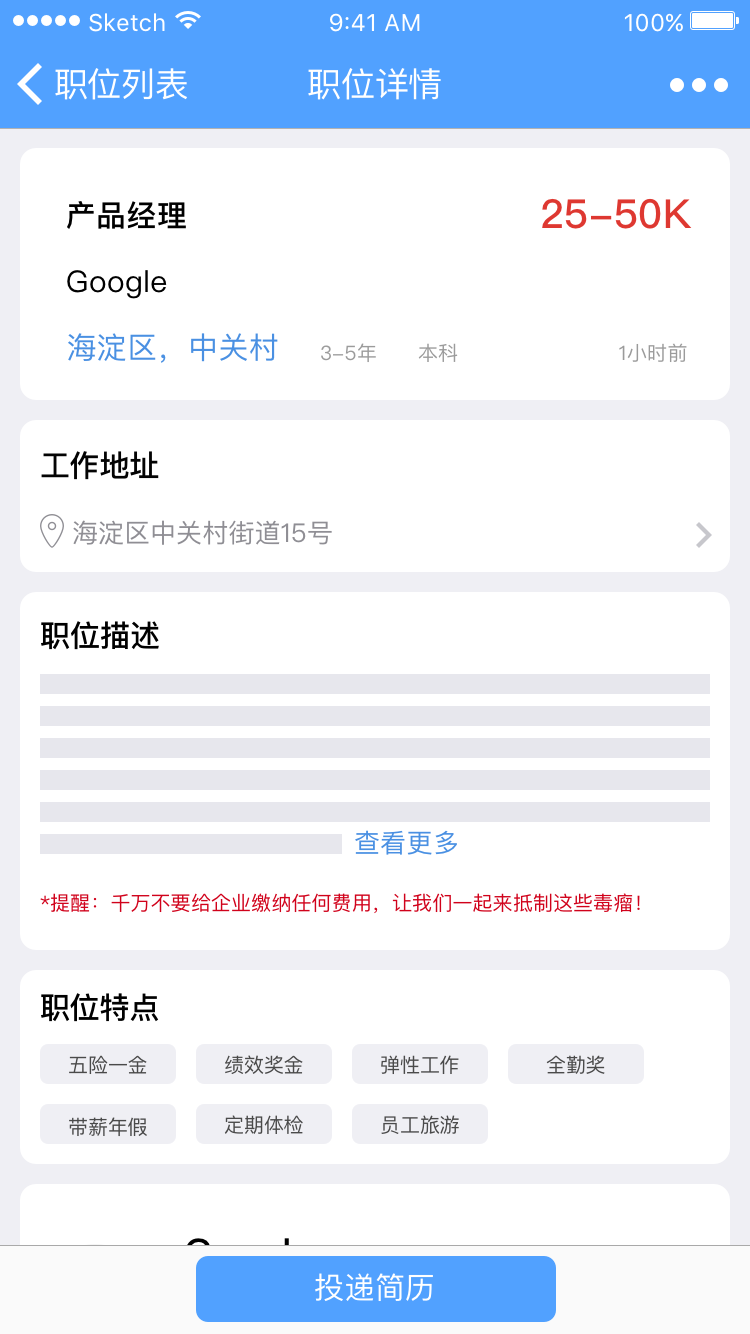 Sketch 9:41 AM 100%
职位列表 职位详情
产品经理 25-50K
Google
海淀区，中关村 3-5年 本科 1小时前
工作地址
海淀区中关村街道15号
职位描述
查看更多
*提醒：千万不要给企业缴纳任何费用，让我们一起来抵制这些毒瘤！
职位特点
五险一金 绩效奖金 弹性工作 全勤奖
带薪年假 定期体检 员工旅游
投递简历